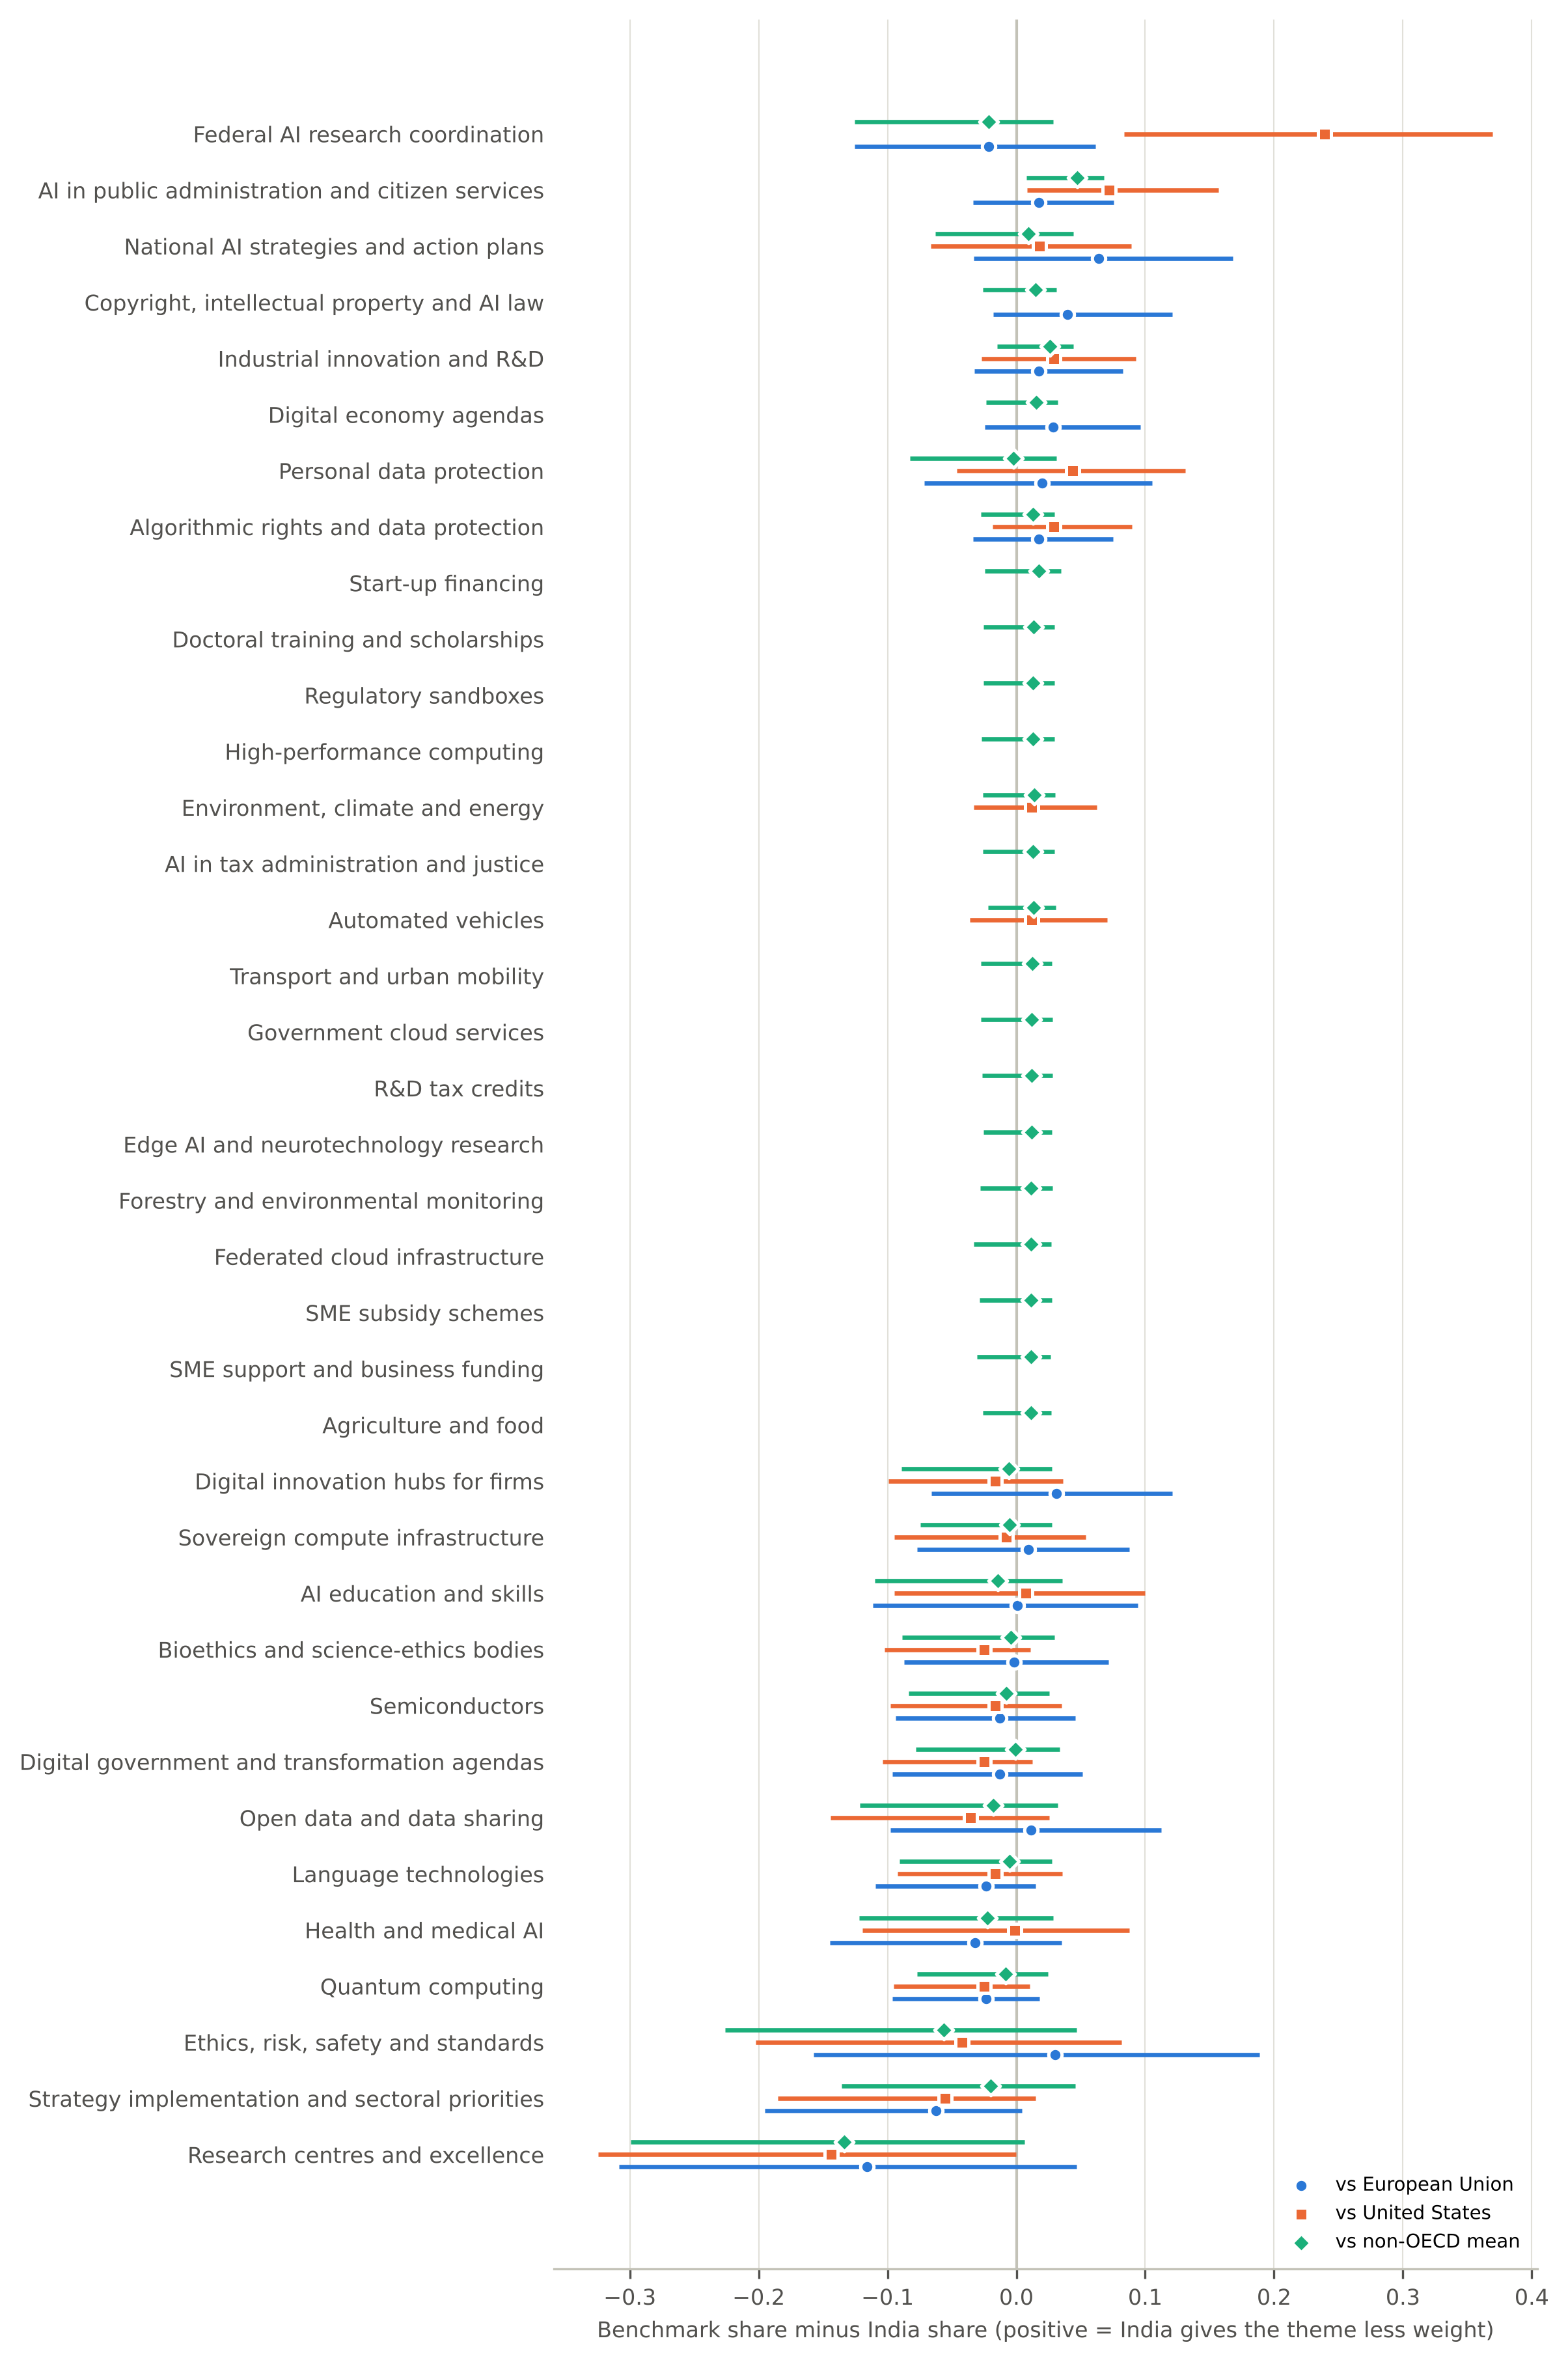 Federal AI research coordination
AI in public administration and citizen services
National AI strategies and action plans
Copyright, intellectual property and AI law
Industrial innovation and R&D
Digital economy agendas
Personal data protection
Algorithmic rights and data protection
Start-up financing
Doctoral training and scholarships
Regulatory sandboxes
High-performance computing
Environment, climate and energy
AI in tax administration and justice
Automated vehicles
Transport and urban mobility
Government cloud services
R&D tax credits
Edge AI and neurotechnology research
Forestry and environmental monitoring
Federated cloud infrastructure
SME subsidy schemes
SME support and business funding
Agriculture and food
Digital innovation hubs for firms
Sovereign compute infrastructure
AI education and skills
Bioethics and science-ethics bodies
Semiconductors
Digital government and transformation agendas
Open data and data sharing
Language technologies
Health and medical AI
Quantum computing
Ethics, risk, safety and standards
Strategy implementation and sectoral priorities
Research centres and excellence
vs European Union
vs United States
vs non-OECD mean
−0.3 −0.2 −0.1 0.0 0.1 0.2 0.3 0.4
Benchmark share minus India share (positive = India gives the theme less weight)